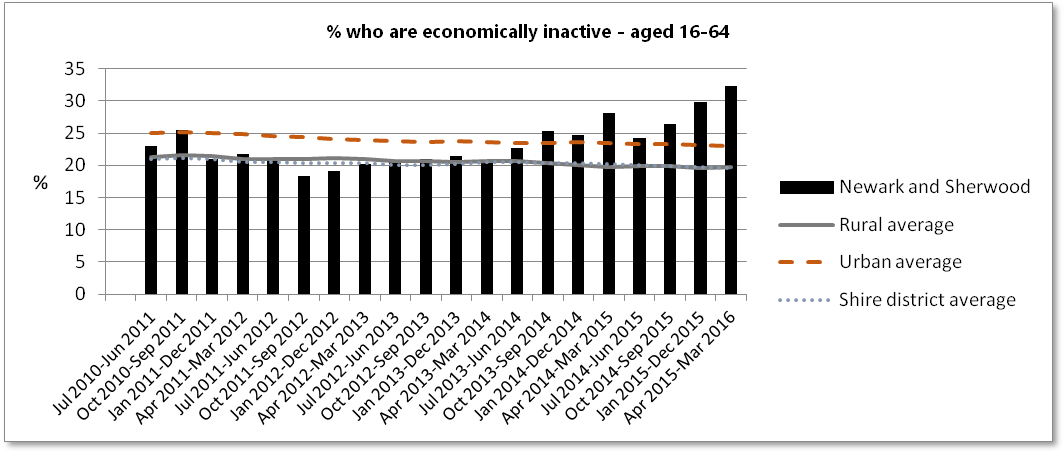 % who are economically inactive - aged 16-64
35
30
25
20
15
10
5
0
%
Jul 2010-Jun 2011
Oct 2010-Sep 2011
Jan 2011-Dec 2011
Apr 2011-Mar 2012
Jul 2011-Jun 2012
Oct 2011-Sep 2012
Jan 2012-Dec 2012
Apr 2012-Mar 2013
Jul 2012-Jun 2013
Oct 2012-Sep 2013
Jan 2013-Dec 2013
Apr 2013-Mar 2014
Jul 2013-Jun 2014
Oct 2013-Sep 2014
Jan 2014-Dec 2014
Apr 2014-Mar 2015
Jul 2014-Jun 2015
Oct 2014-Sep 2015
Jan 2015-Dec 2015
Apr 2015-Mar 2016
Newark and Sherwood
Rural average
Urban average
Shire district average